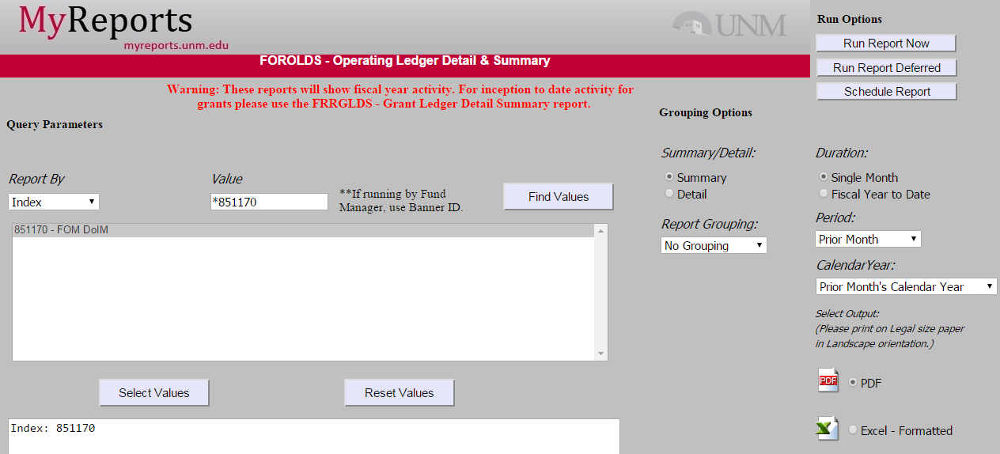 MyReports
myreports.unm.edu
UNM
FOROLDS - Operating Ledger Detail & Summary
Warning: These reports will show fiscal year activity. For inception to date activity for
grants please use the FRRGLDS - Grant Ledger Detail Summary report.
Query Parameters
Report By
Index
Value
*851170
**If running by Fund
Manager, use Banner ID.
Find Values
851170 - FOM DoIM
Select Values
Reset Values
Index: 851170
Grouping Options
Summary/Detail:
Summary
Detail
Report Grouping:
No Grouping
Run Options
Run Report Now
Run Report Deferred
Schedule Report
Duration:
Single Month
Fiscal Year to Date
Period:
Prior Month
CalendarYear:
Prior Month's Calendar Year
Select Output:
(Please print on Legal size paper
in Landscape orientation.)
PDF
PDF
Excel - Formatted